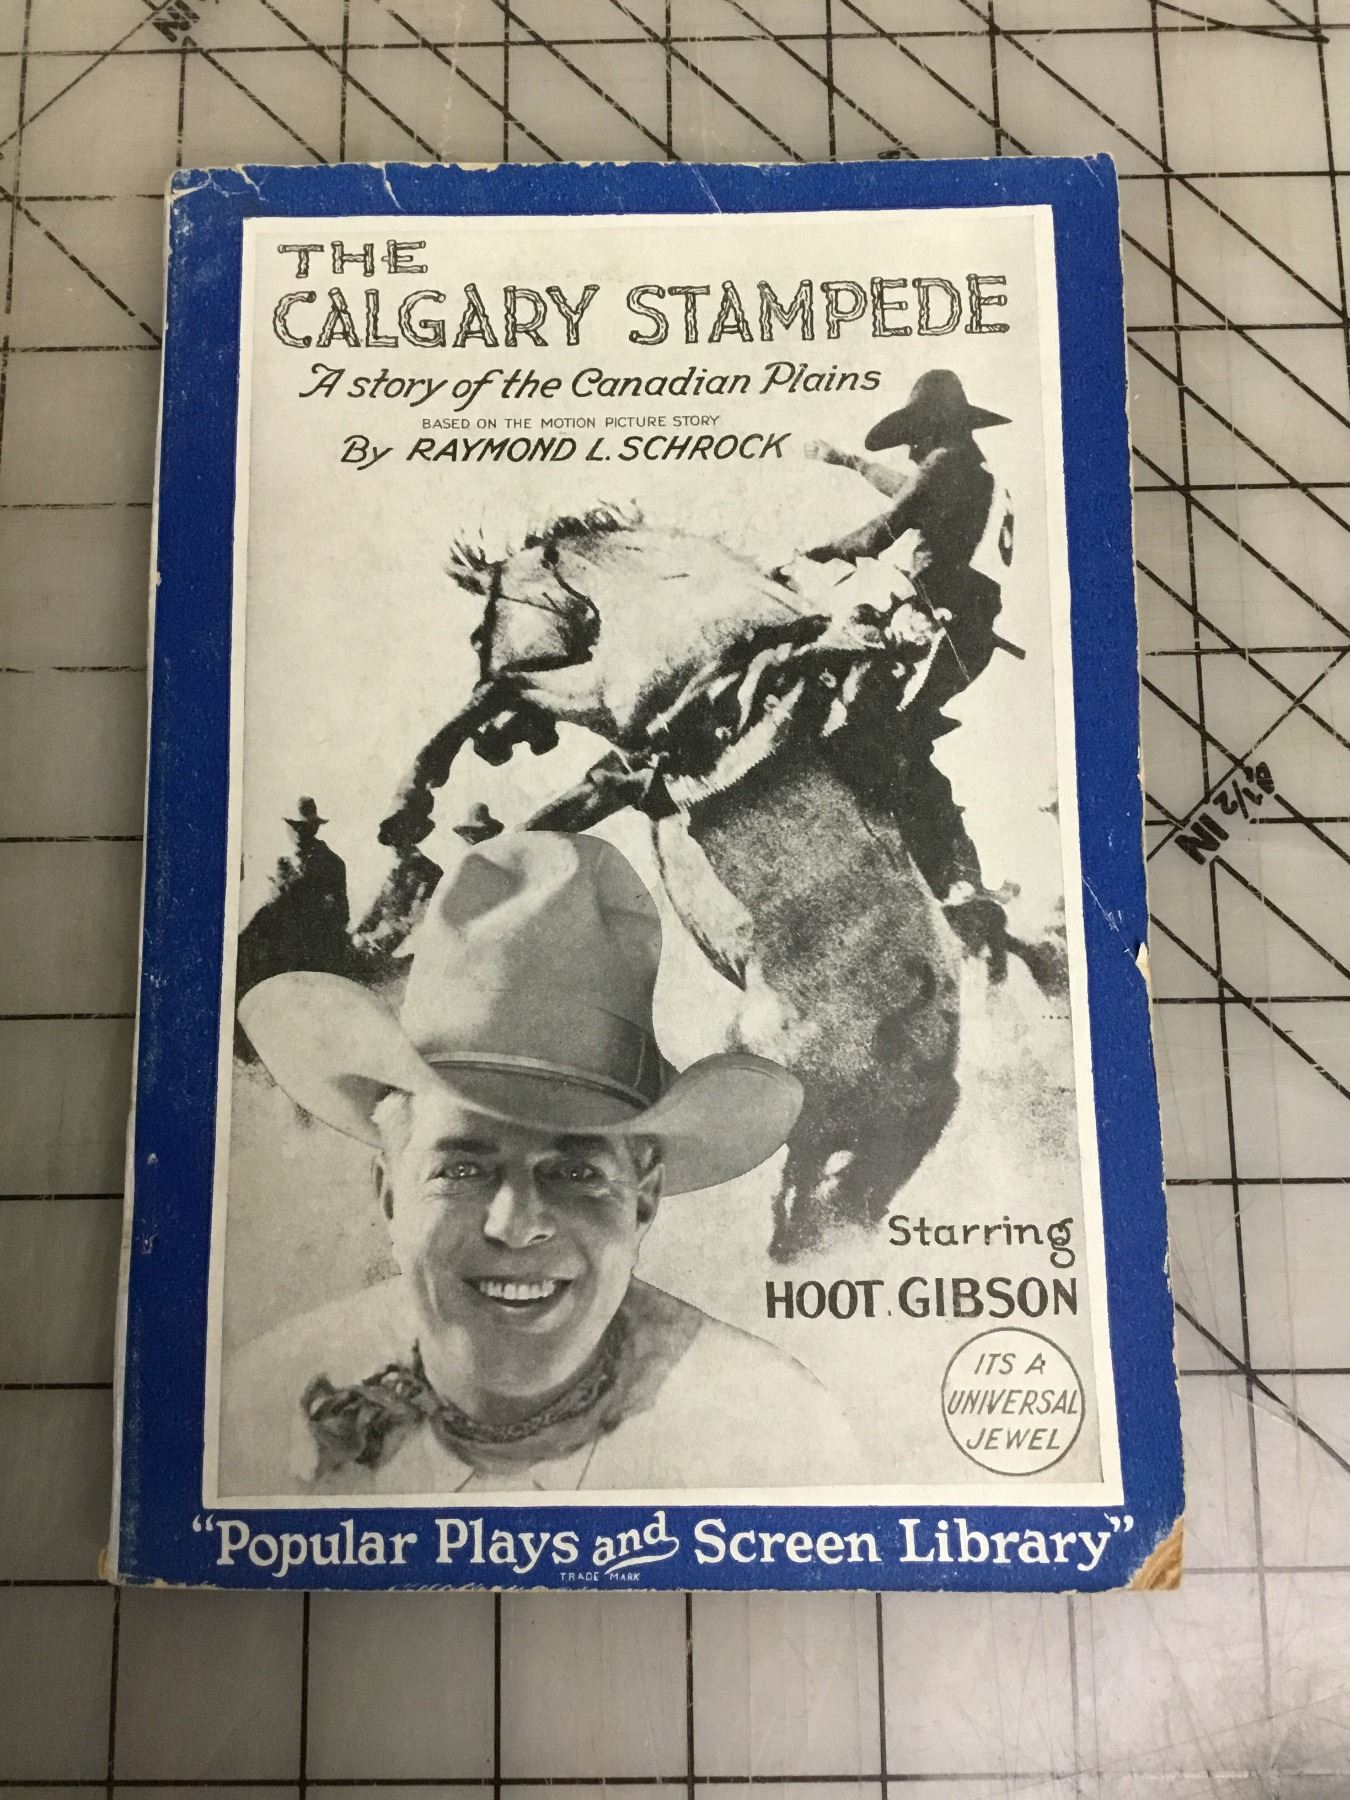 THE
CALGARY STAMPEDE
A story of the Canadian Plains
BASED ON THE MOTION PICTURE STORY
By RAYMOND L. SCHROCK
Starring
HOOT GIBSON
ITS A
UNIVERSAL
JEWEL
"Popular Plays and Screen Library"
TRADE MARK
8 1/2 IN
IN